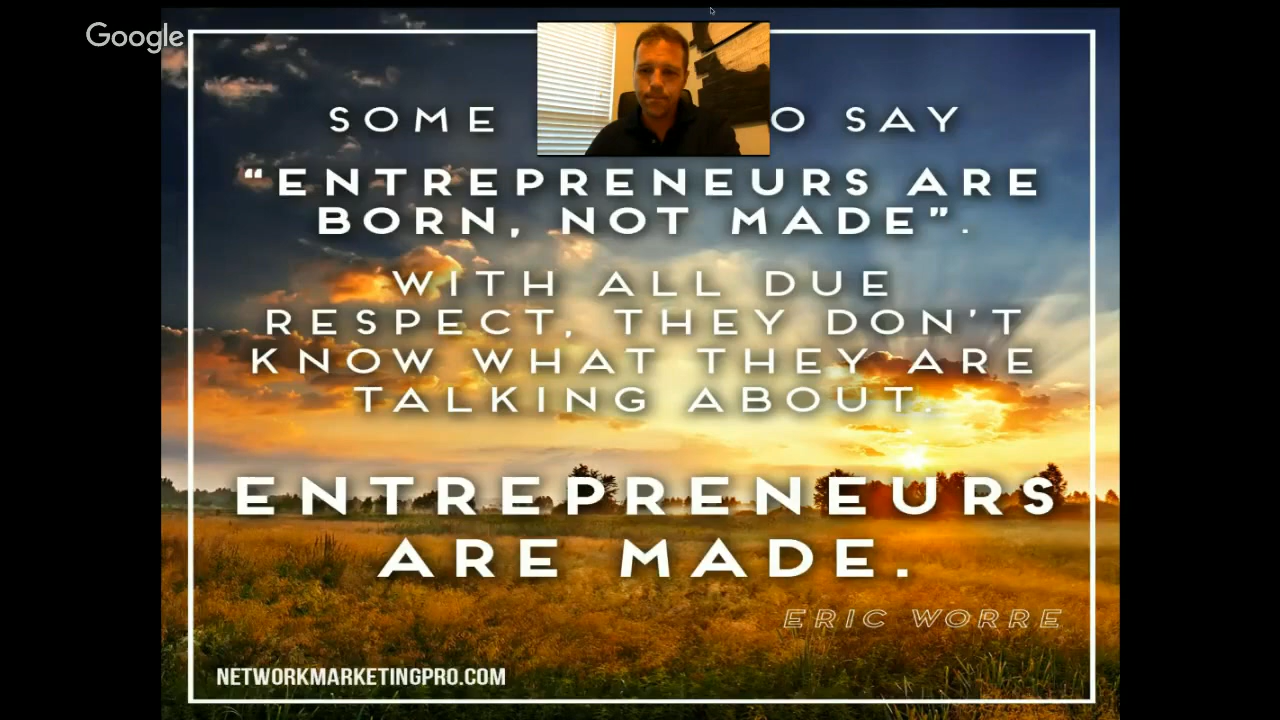 Google
SOME O SAY
“ENTREPRENEURS ARE
BORN, NOT MADE”.
WITH ALL DUE
RESPECT, THEY DON'T
KNOW WHAT THEY ARE
TALKING ABOUT.
ENTREPRENEURS
ARE MADE.
ERIC WORRE
NETWORKMARKETINGPRO.COM